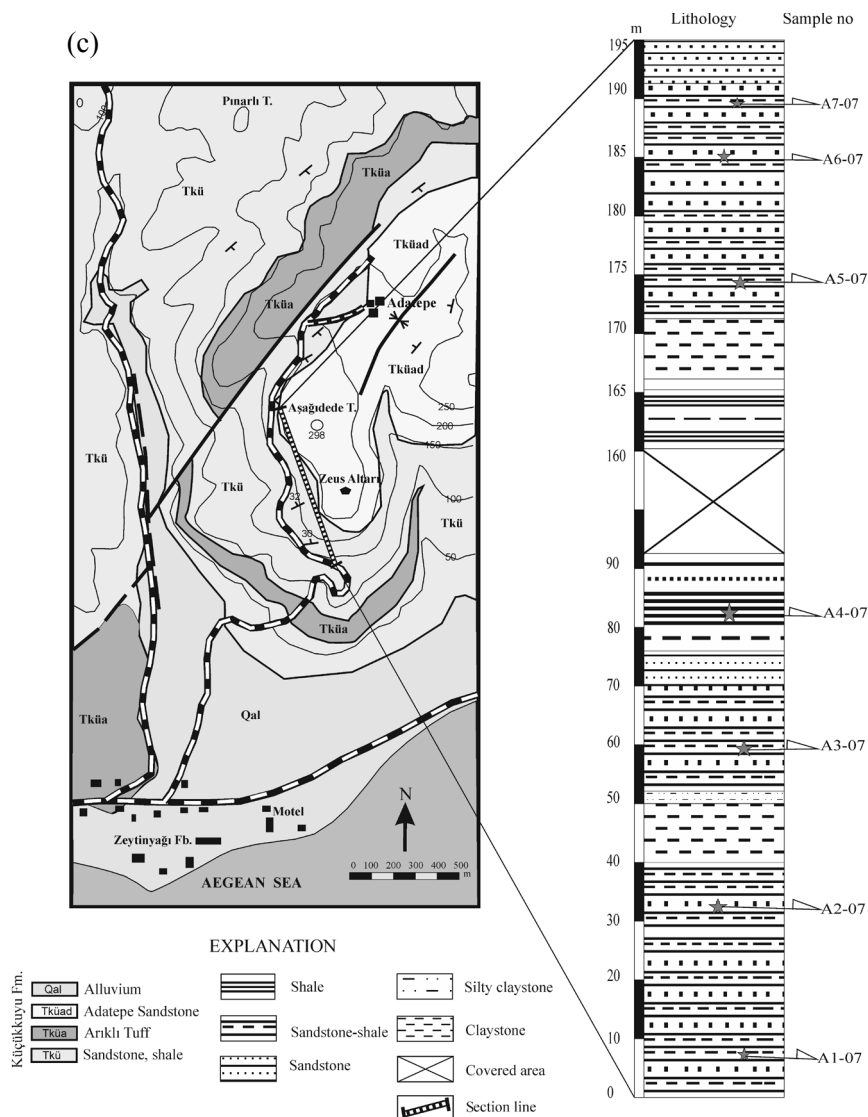 (c)
m
Lithology
Sample no
Pınarlı T.
Tkü
Tküa
Tküad
Tküa
Adatepe
Tküad
Aşağıdede T.
298
250
200
150
Tkü
Zeus Altarı
100
Tkü
Tkü
32
30
50
Tküa
Qal
Tküa
Motel
Zeytinyağı Fb.
N
0 100 200 300 400 500
m
AEGEAN SEA
195
190
A7-07
185
A6-07
180
175
A5-07
170
165
160
90
A4-07
80
70
A3-07
60
50
40
A2-07
30
20
10
A1-07
0
EXPLANATION
Küçükkuyu Fm.
Qal Alluvium
Tküad Adatepe Sandstone
Tküa Arıklı Tuff
Tkü Sandstone, shale
Shale
Sandstone-shale
Sandstone
Silty claystone
Claystone
Covered area
Section line